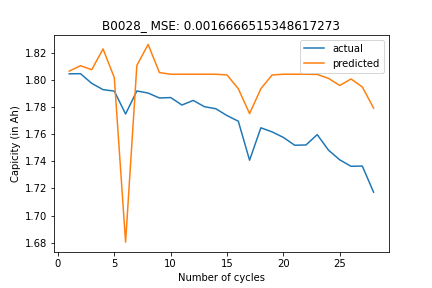 B0028_ MSE: 0.0016666515348617273
actual
predicted
Capicity (in Ah)
1.82
1.80
1.78
1.76
1.74
1.72
1.70
1.68
0 5 10 15 20 25
Number of cycles